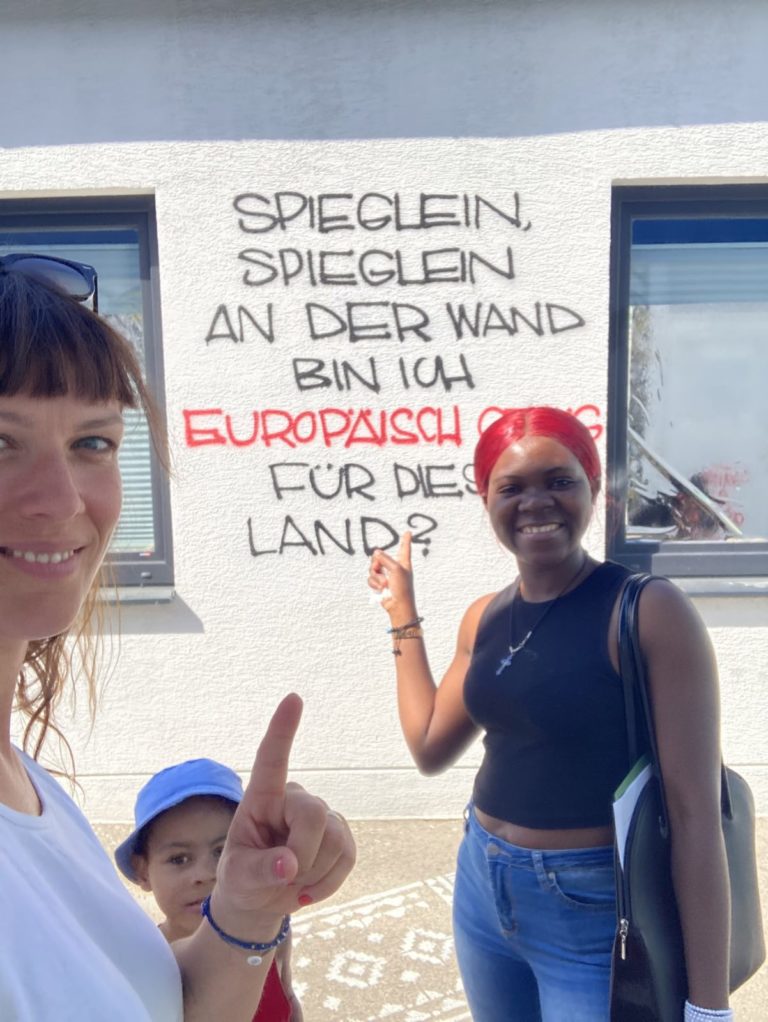 SPIEGLEIN,
SPIEGLEIN
AN DER WAND
BIN ICH
EUROPÄISCH
FÜR DIES
LAND?